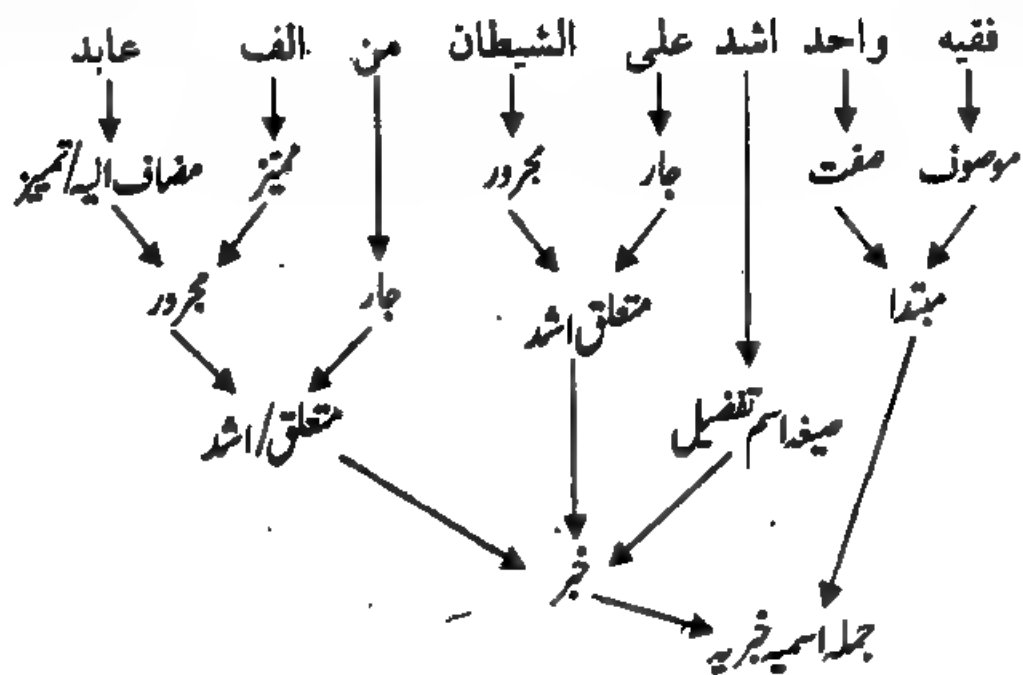 فقیه واحد اشد علی الشیطان من الف عابد
موصوف صفت جار مجرور ممیز مضاف الیہ/تمیز
مبتدا متعلق اشد جار مجرور
صیغہ اسم تفضیل متعلق/اشد
خبر
جملہ اسمیہ خبریہ